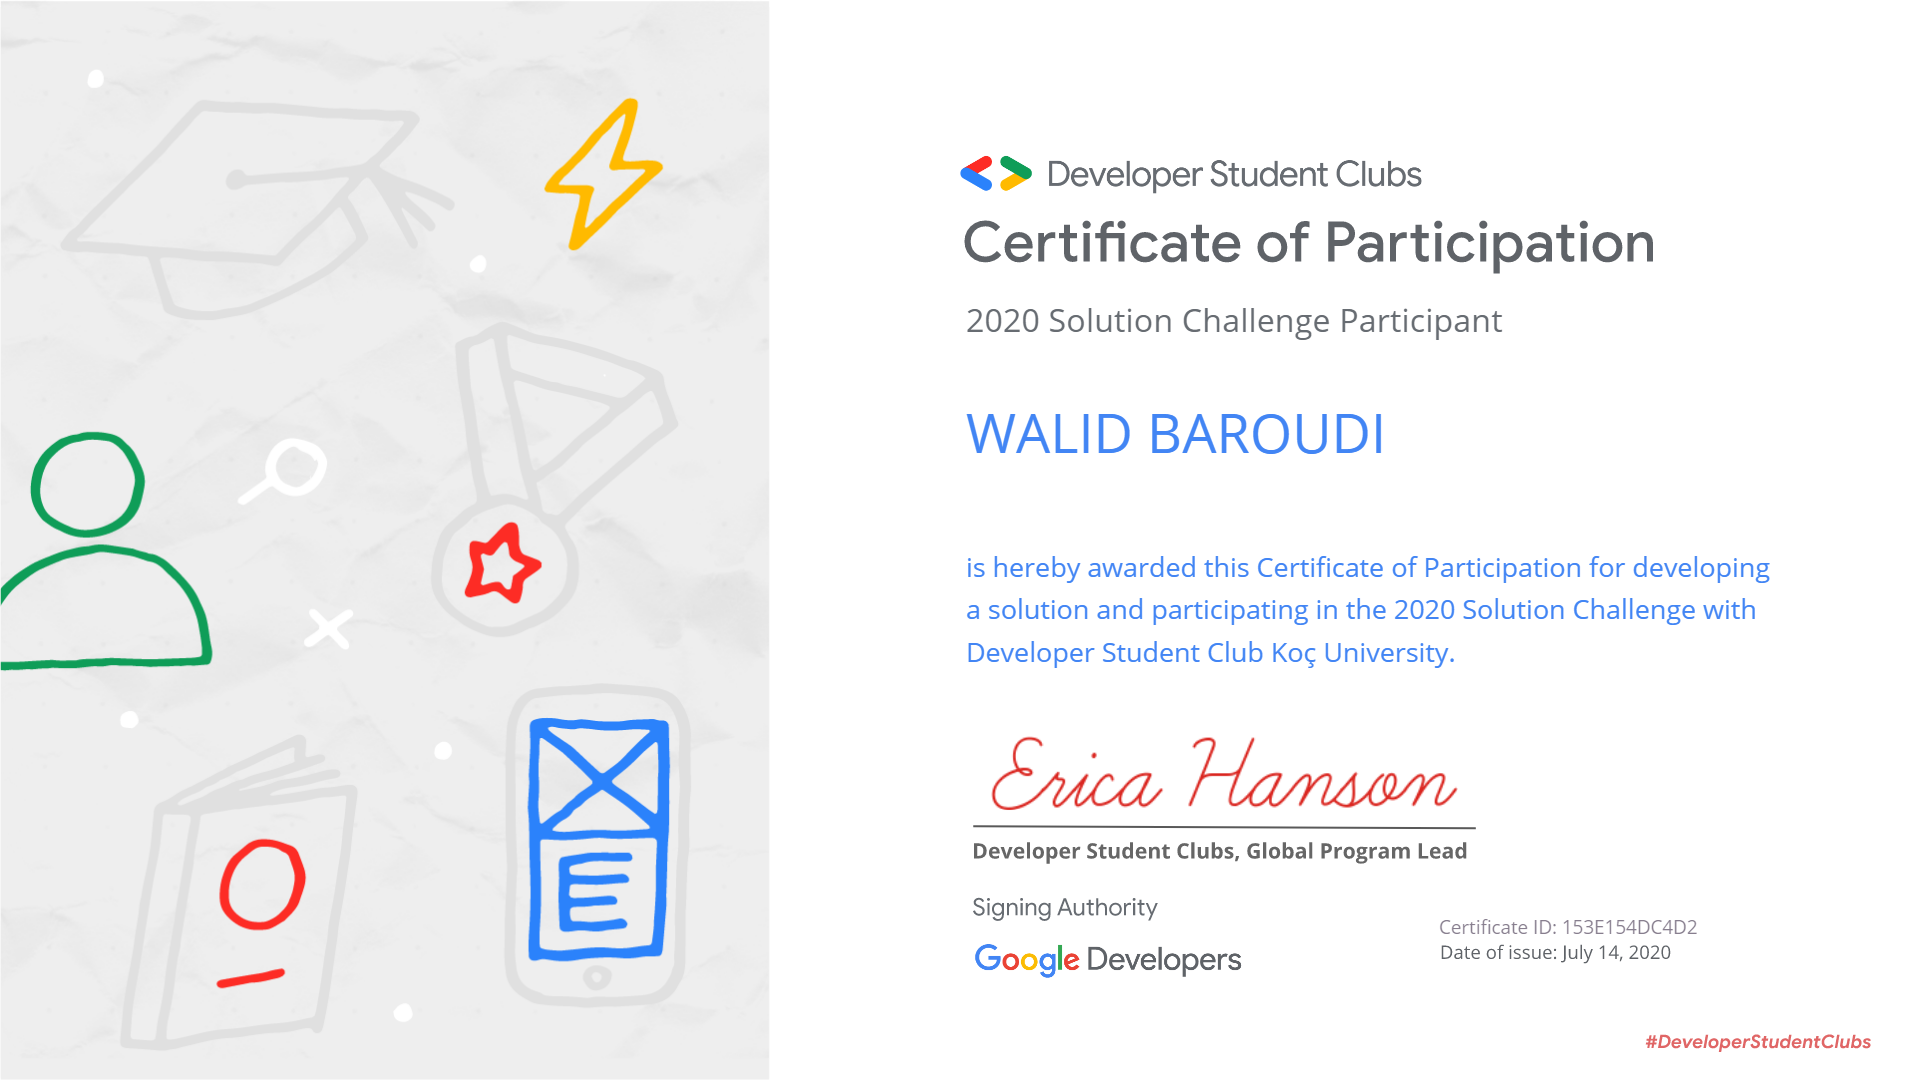 Developer Student Clubs
Certificate of Participation
2020 Solution Challenge Participant
WALID BAROUDI
is hereby awarded this Certificate of Participation for developing
a solution and participating in the 2020 Solution Challenge with
Developer Student Club Koç University.
Erica Hanson
Developer Student Clubs, Global Program Lead
Signing Authority
Google Developers
Certificate ID: 153E154DC4D2
Date of issue: July 14, 2020
#DeveloperStudentClubs